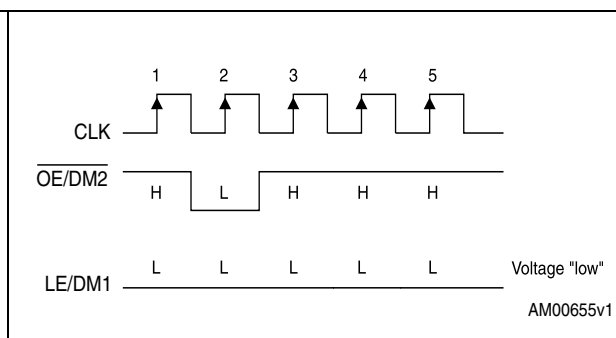 1 2 3 4 5
CLK
OE/DM2
H L H H H
L L L L L Voltage "low"
LE/DM1
AM00655v1